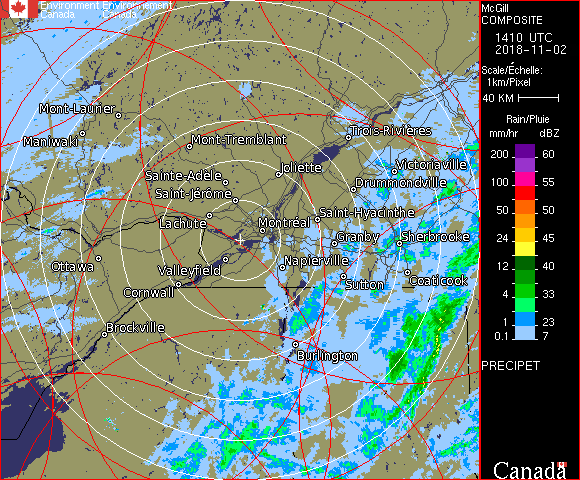 Environment Environnement
Canada Canada
McGill
COMPOSITE
1410 UTC
2018-11-02
Scale/Échelle:
1km/Pixel
40 KM
Rain/Pluie
mm/hr dBZ
200 60
100 55
50 50
24 45
12 40
4 33
1 23
0.1 7
PRECIPET
Canada
Mont-Laurier
Maniwaki
Mont-Tremblant
Trois-Rivières
Victoriaville
Joliette
Sainte-Adèle
Drummondville
Saint-Jérôme
Lachute
Saint-Hyacinthe
Montréal
Granby
Sherbrooke
Ottawa
Valleyfield
Napierville
Cornwall
Sutton
Coaticook
Brockville
Burlington